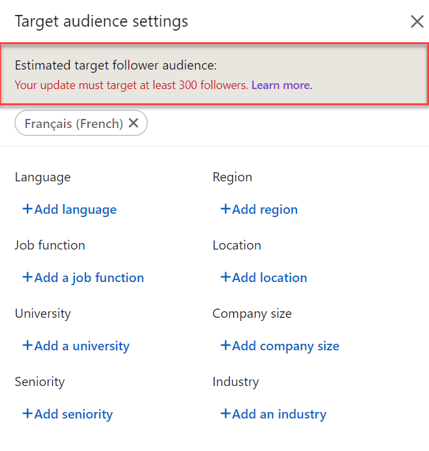 Target audience settings
Estimated target follower audience:
Your update must target at least 300 followers. Learn more.
Français (French)
Language Region
+Add language +Add region
Job function Location
+Add a job function +Add location
University Company size
+Add a university +Add company size
Seniority Industry
+Add seniority +Add an industry